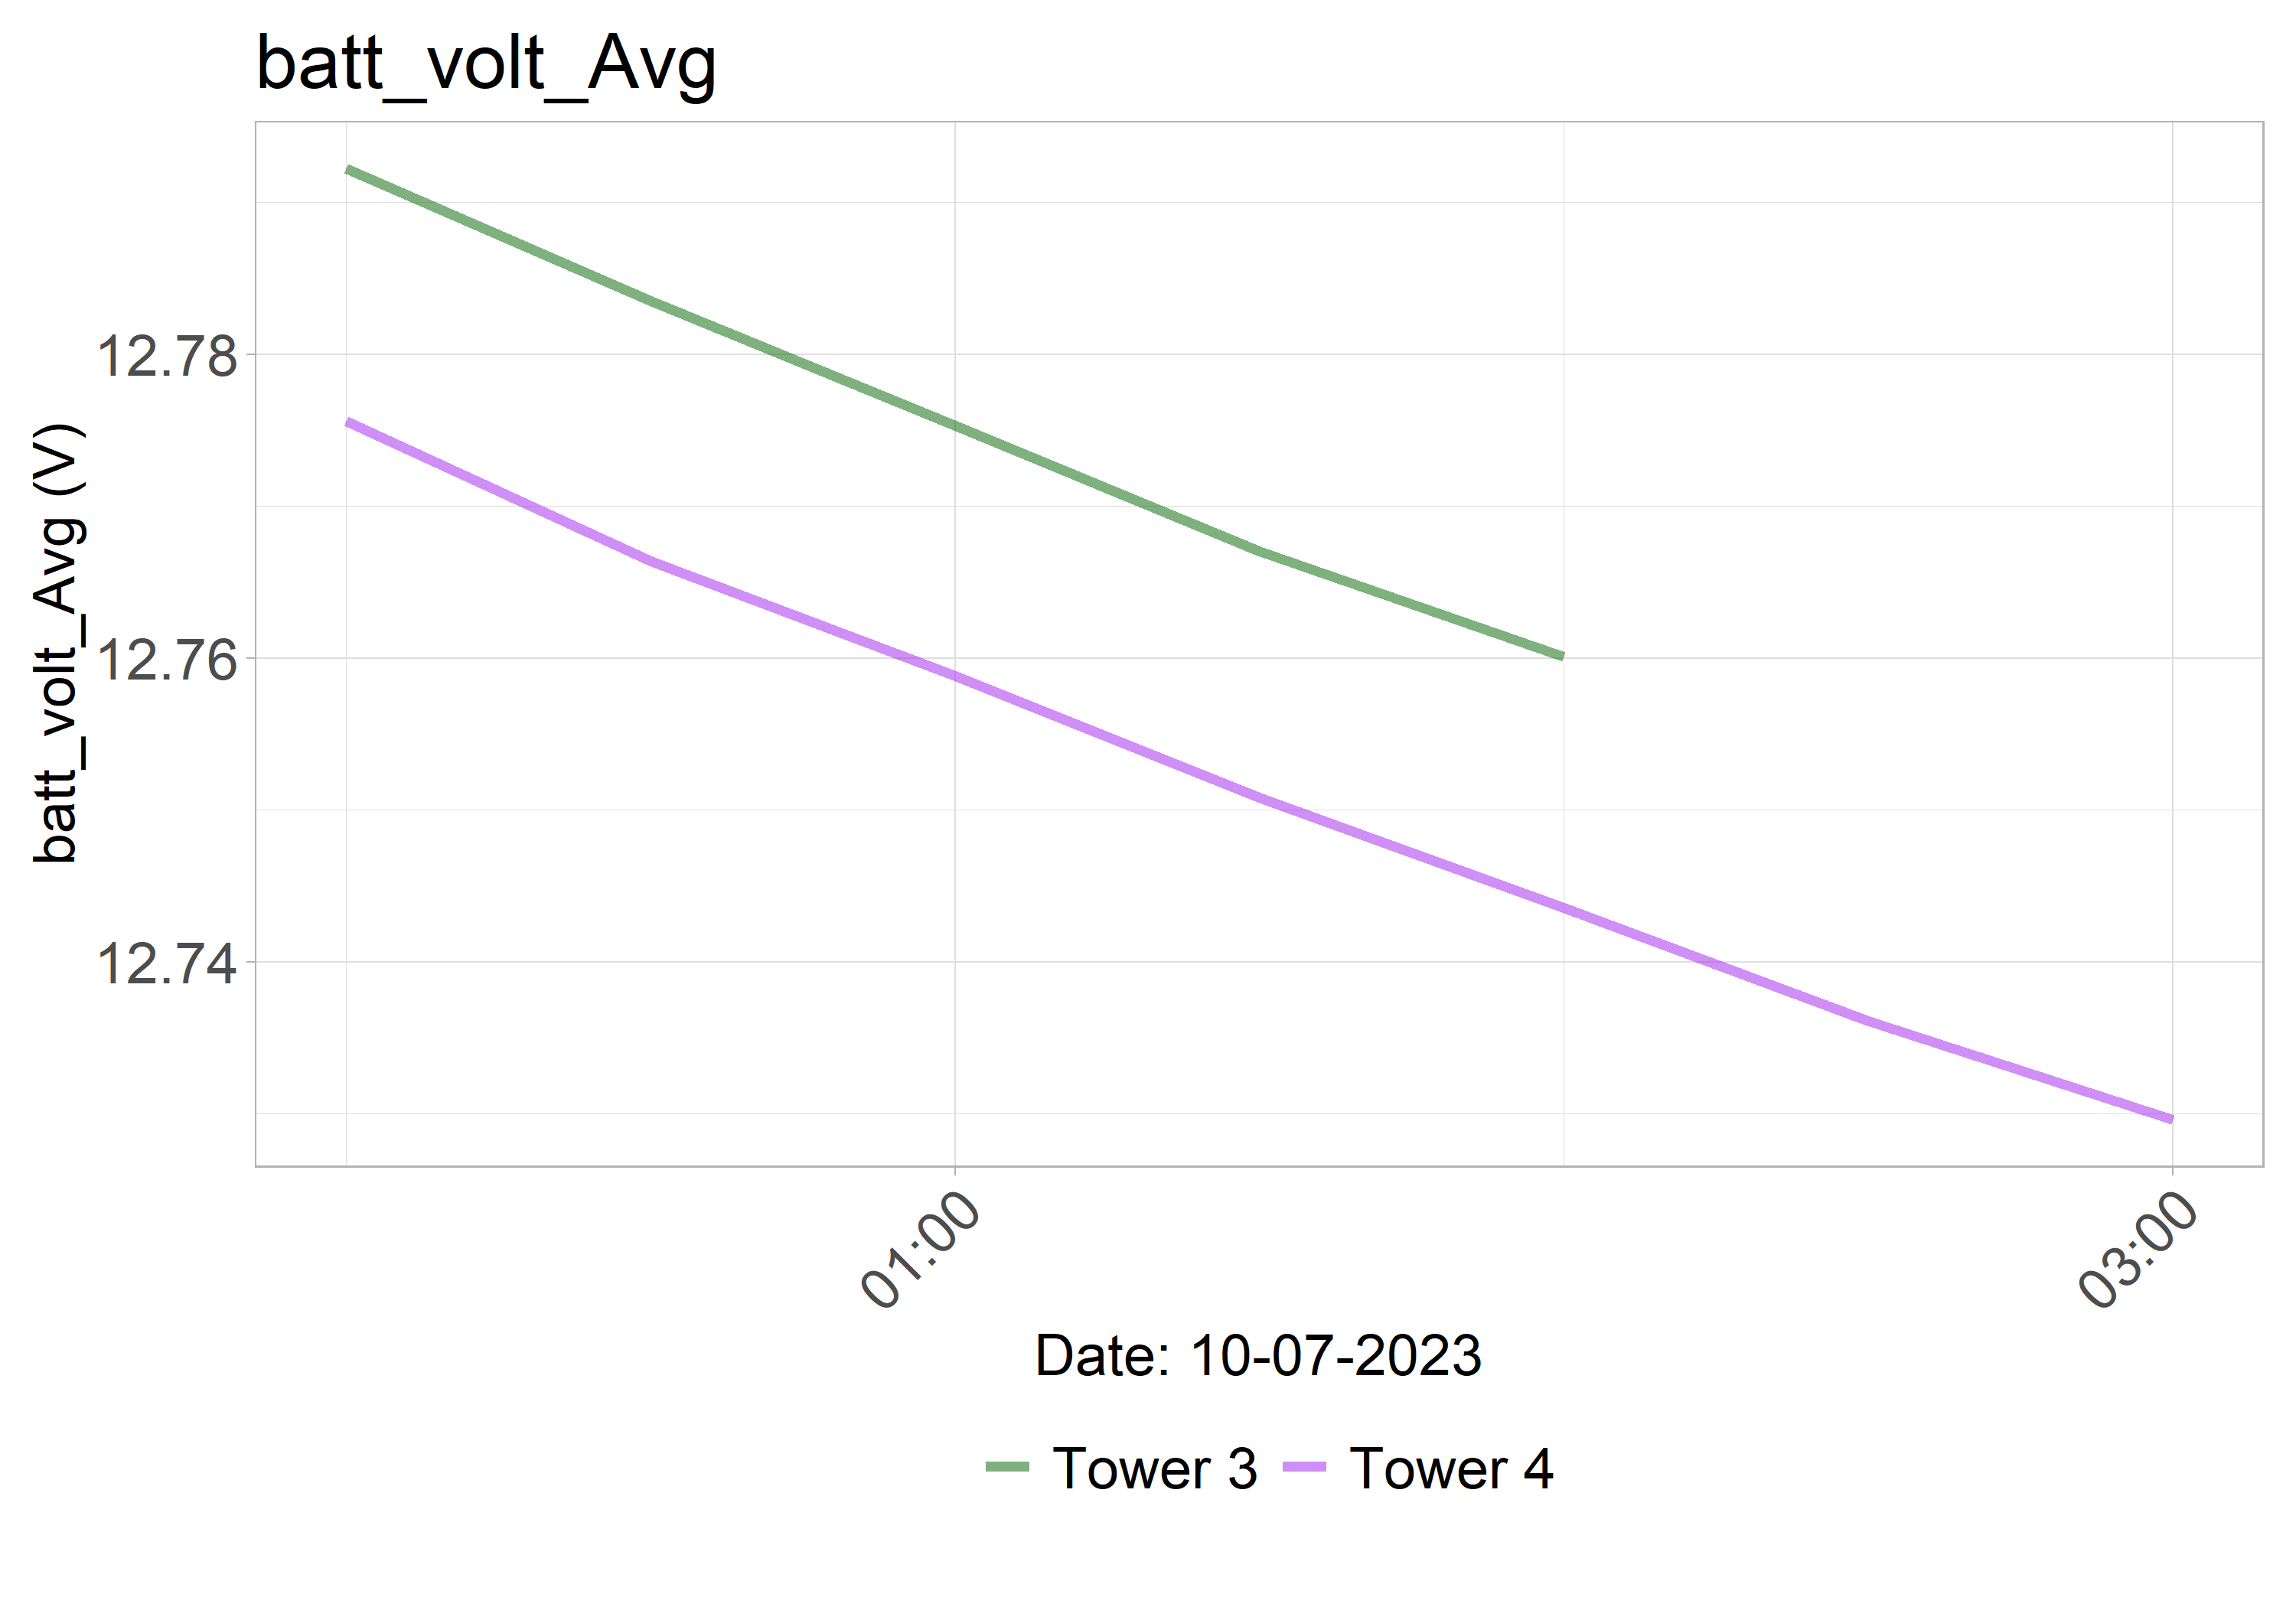 batt_volt_Avg
batt_volt_Avg (V)
12.78
12.76
12.74
01:00
03:00
Date: 10-07-2023
Tower 3
Tower 4